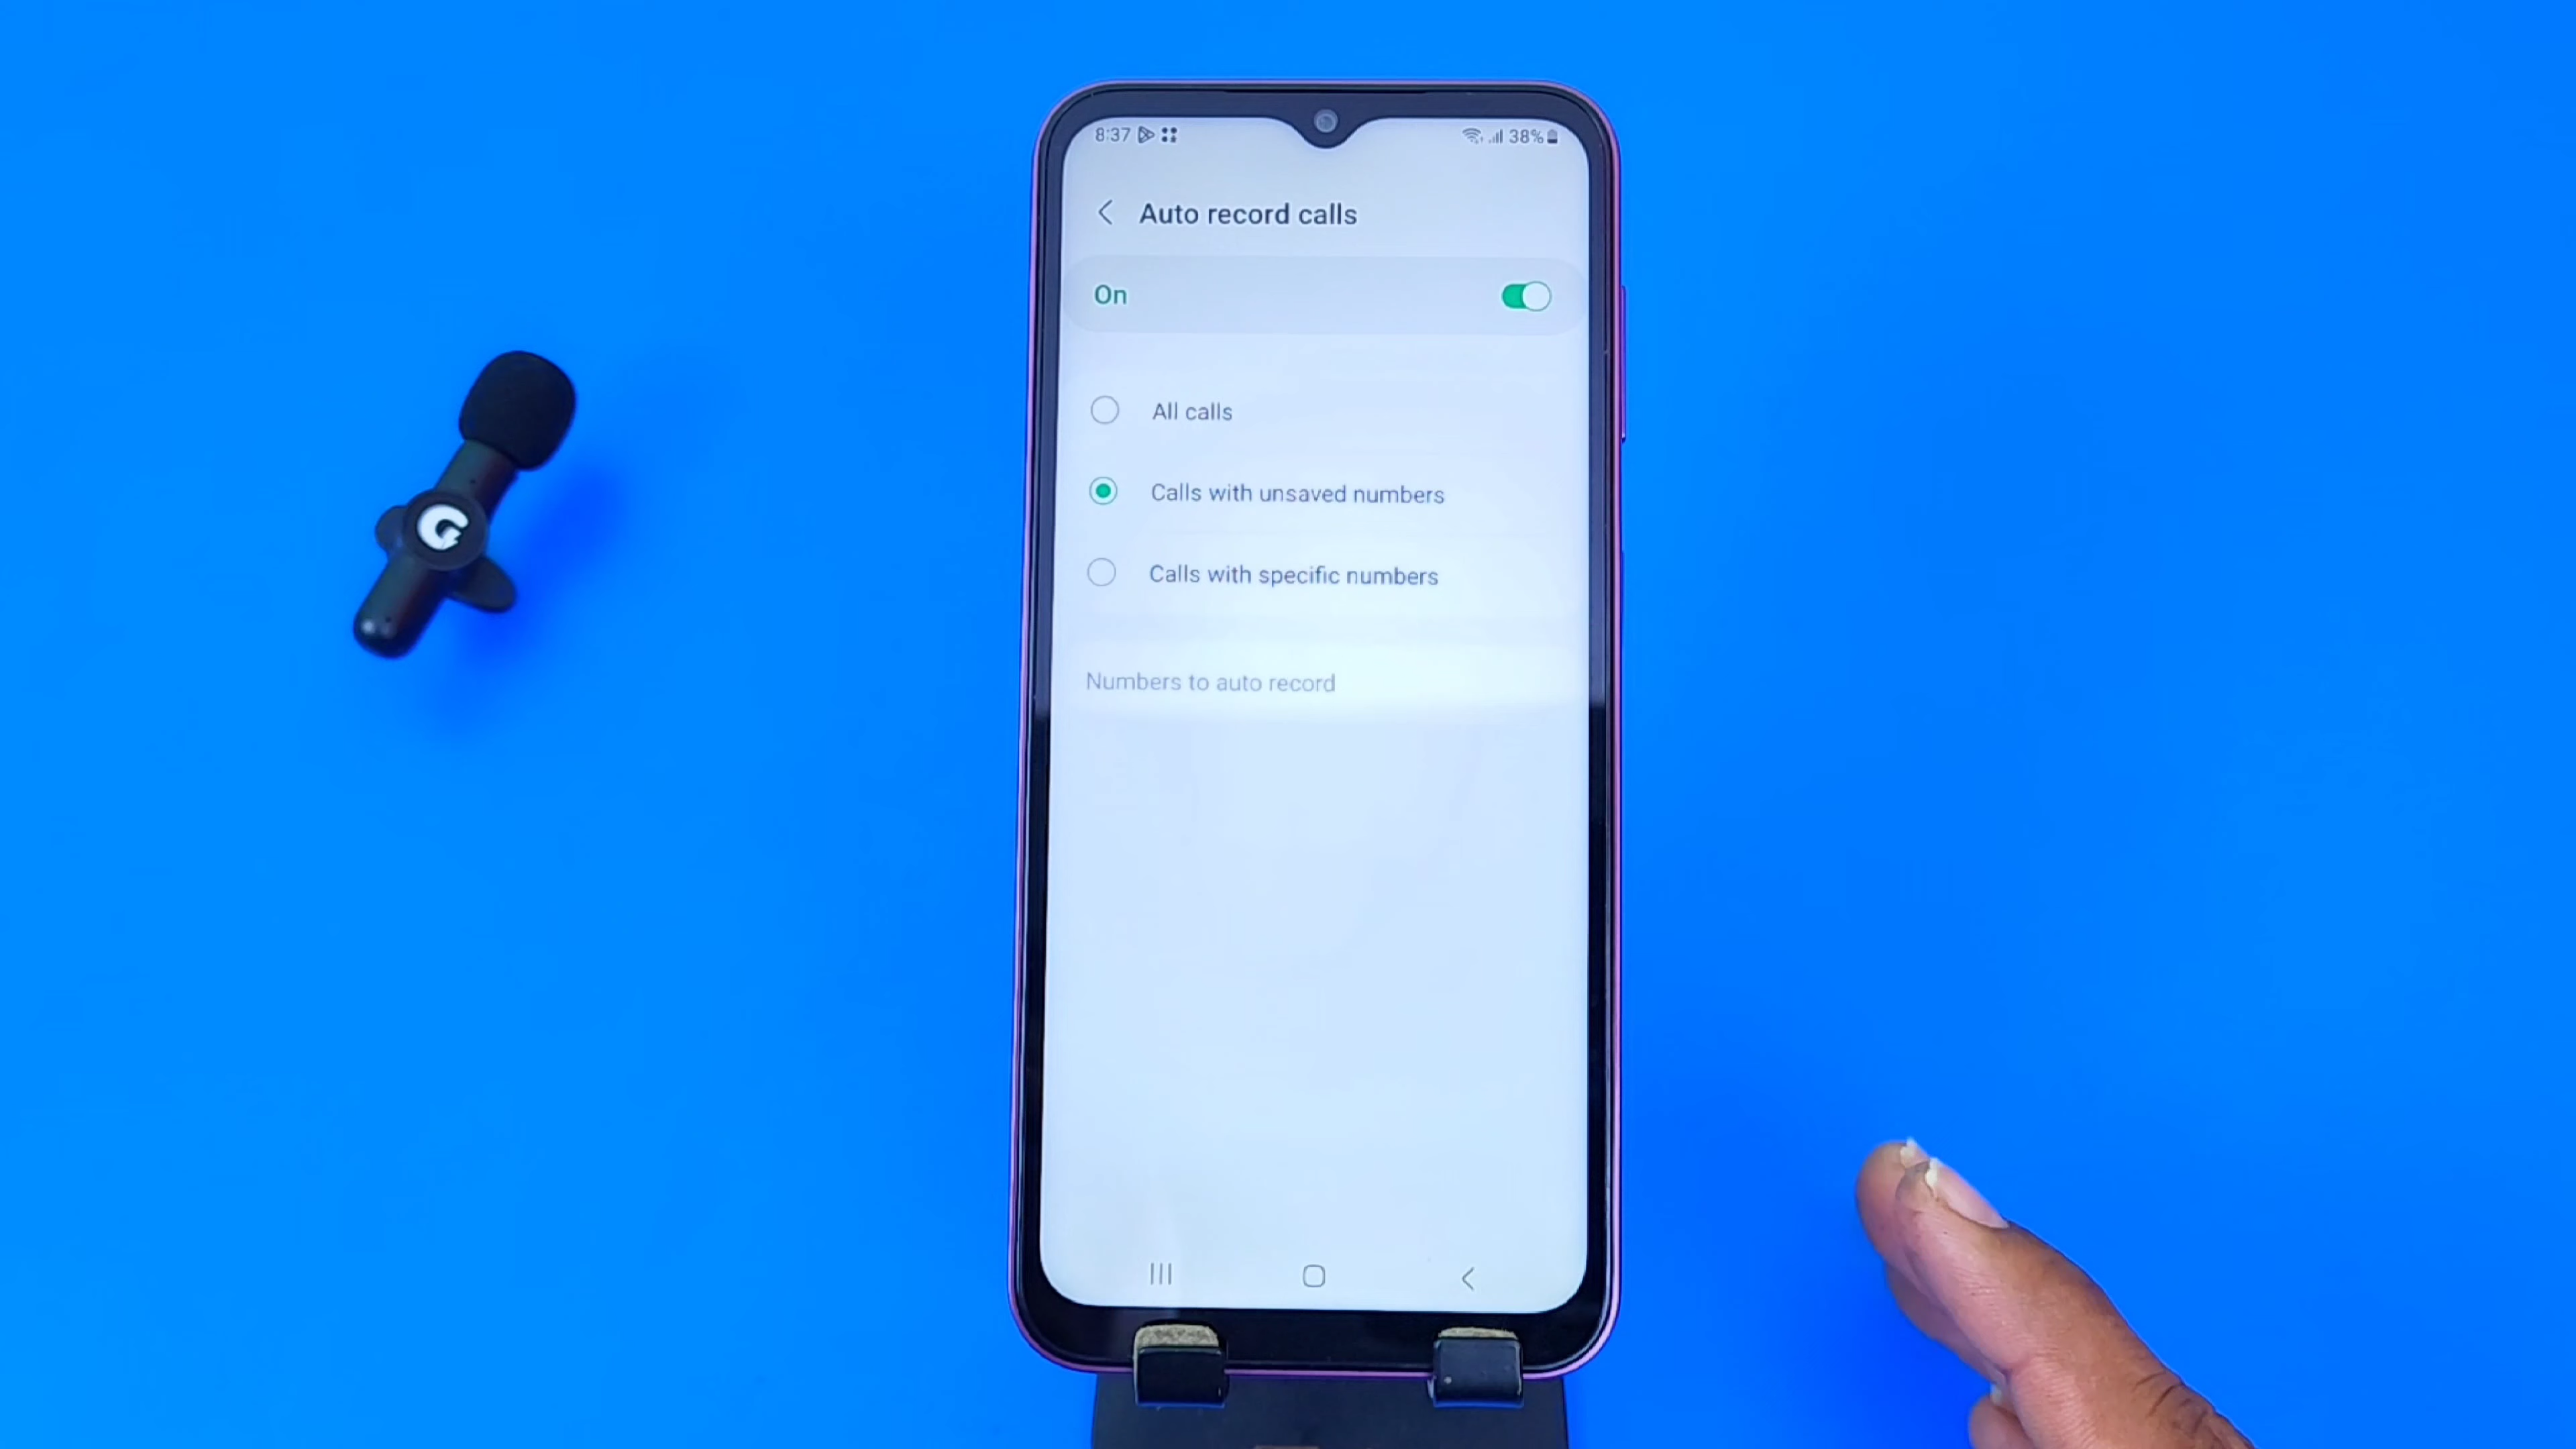 8:37 38%
Auto record calls
On
All calls
Calls with unsaved numbers
Calls with specific numbers
Numbers to auto record